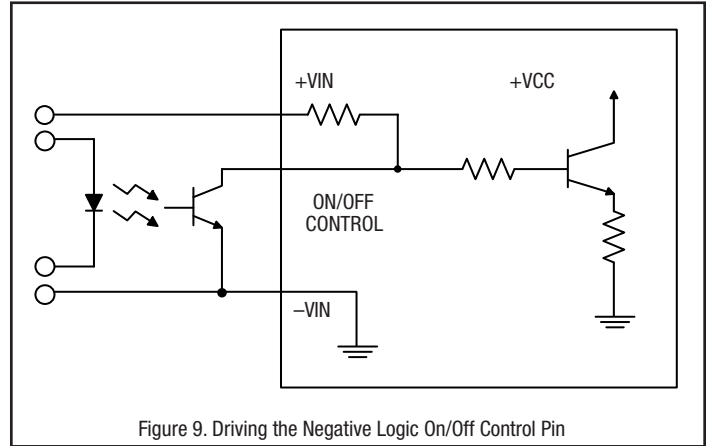 +VIN
+VCC
ON/OFF
CONTROL
–VIN
Figure 9. Driving the Negative Logic On/Off Control Pin